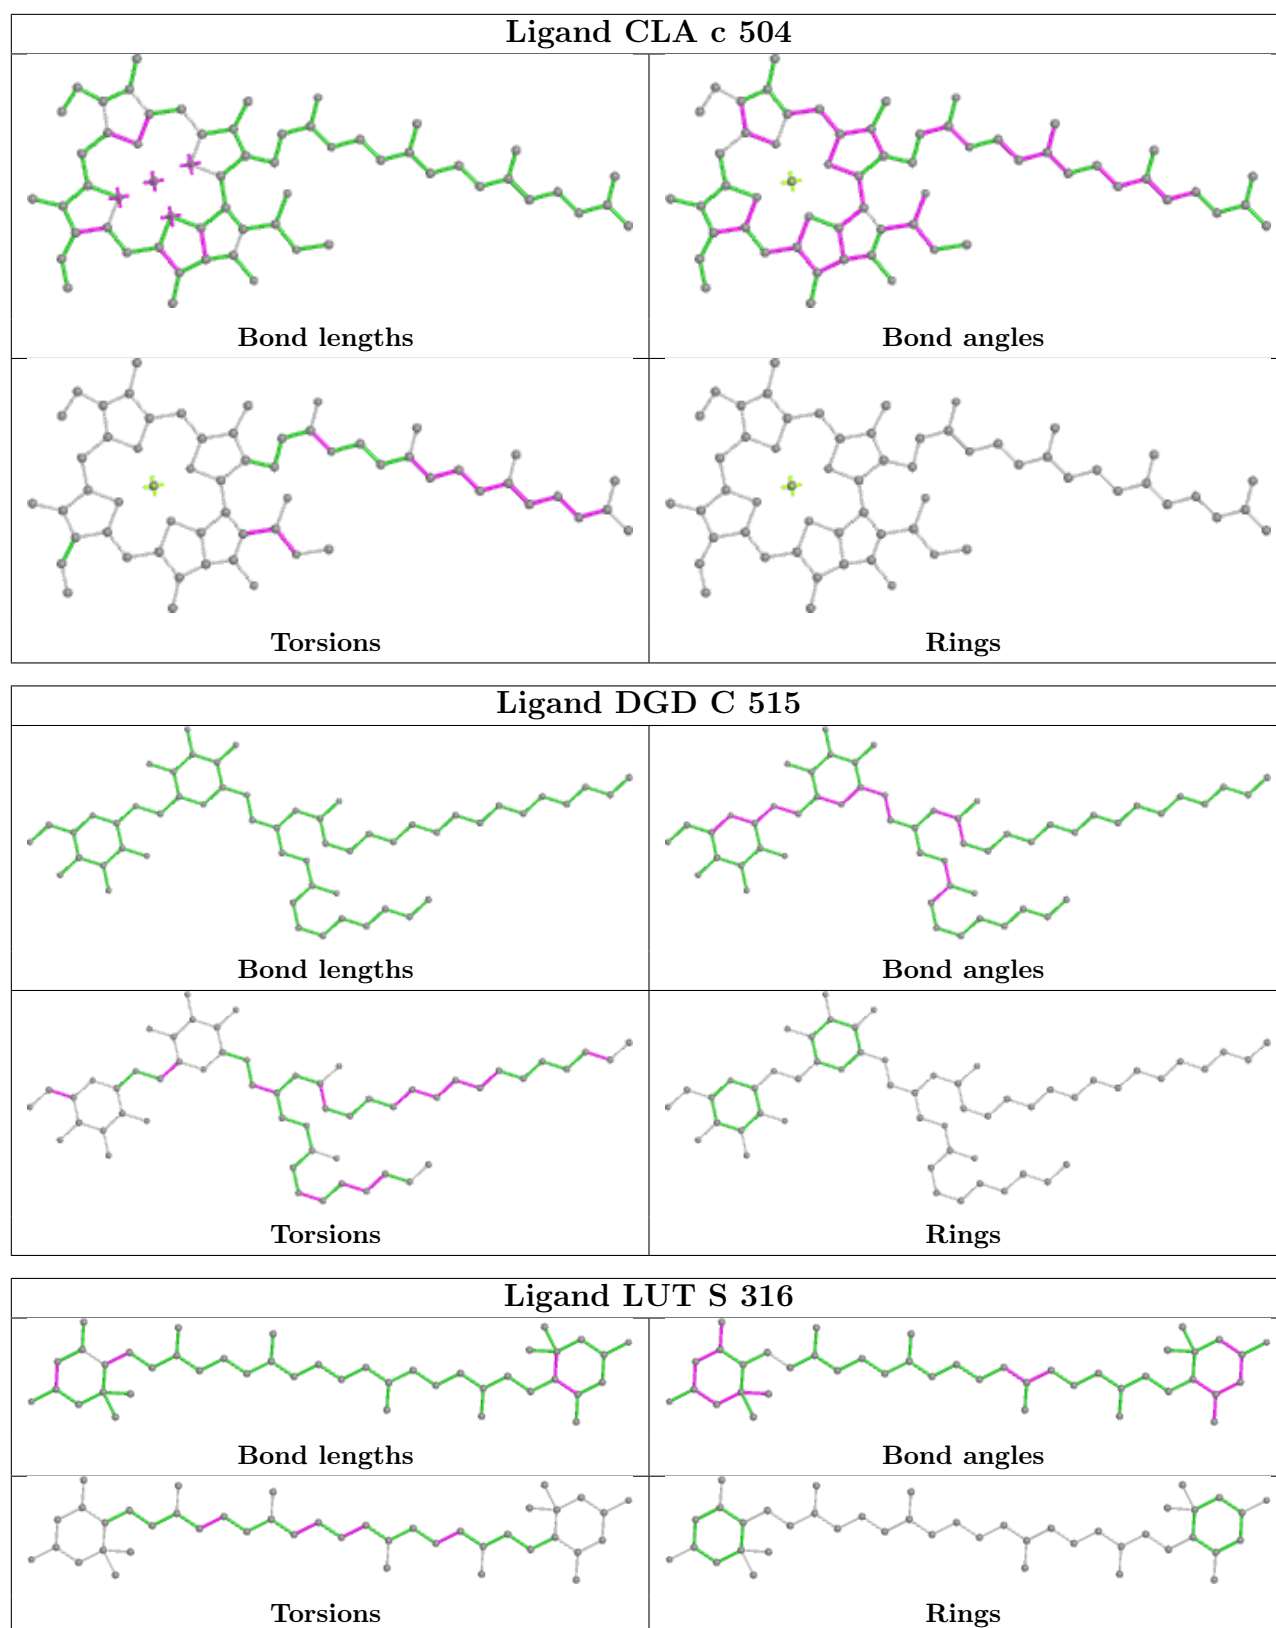 Ligand CLA c 504
Bond lengths
Bond angles
Torsions
Rings
Ligand DGD C 515
Bond lengths
Bond angles
Torsions
Rings
Ligand LUT S 316
Bond lengths
Bond angles
Torsions
Rings